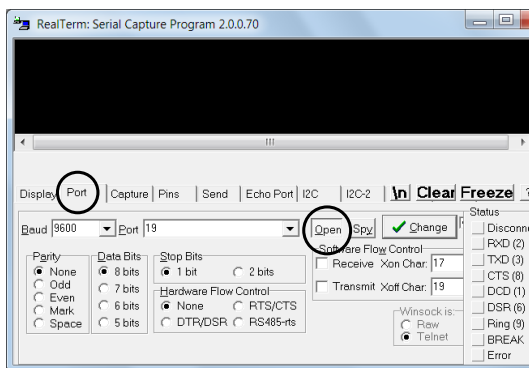 RealTerm: Serial Capture Program 2.0.0.70
Display Port Capture Pins Send Echo Port I2C I2C-2 \n Clear Freeze
Baud 9600 Port 19 Open Spy Change
Parity
None
Odd
Even
Mark
Space
Data Bits
8 bits
7 bits
6 bits
5 bits
Stop Bits
1 bit 2 bits
Hardware Flow Control
None RTS/CTS
DTR/DSR RS485-rts
Software Flow Control
Receive Xon Char: 17
Transmit Xoff Char: 19
Winsock is:
Raw
Telnet
Status
Disconne
RXD (2)
TXD (3)
CTS (8)
DCD (1)
DSR (6)
Ring (9)
BREAK
Error